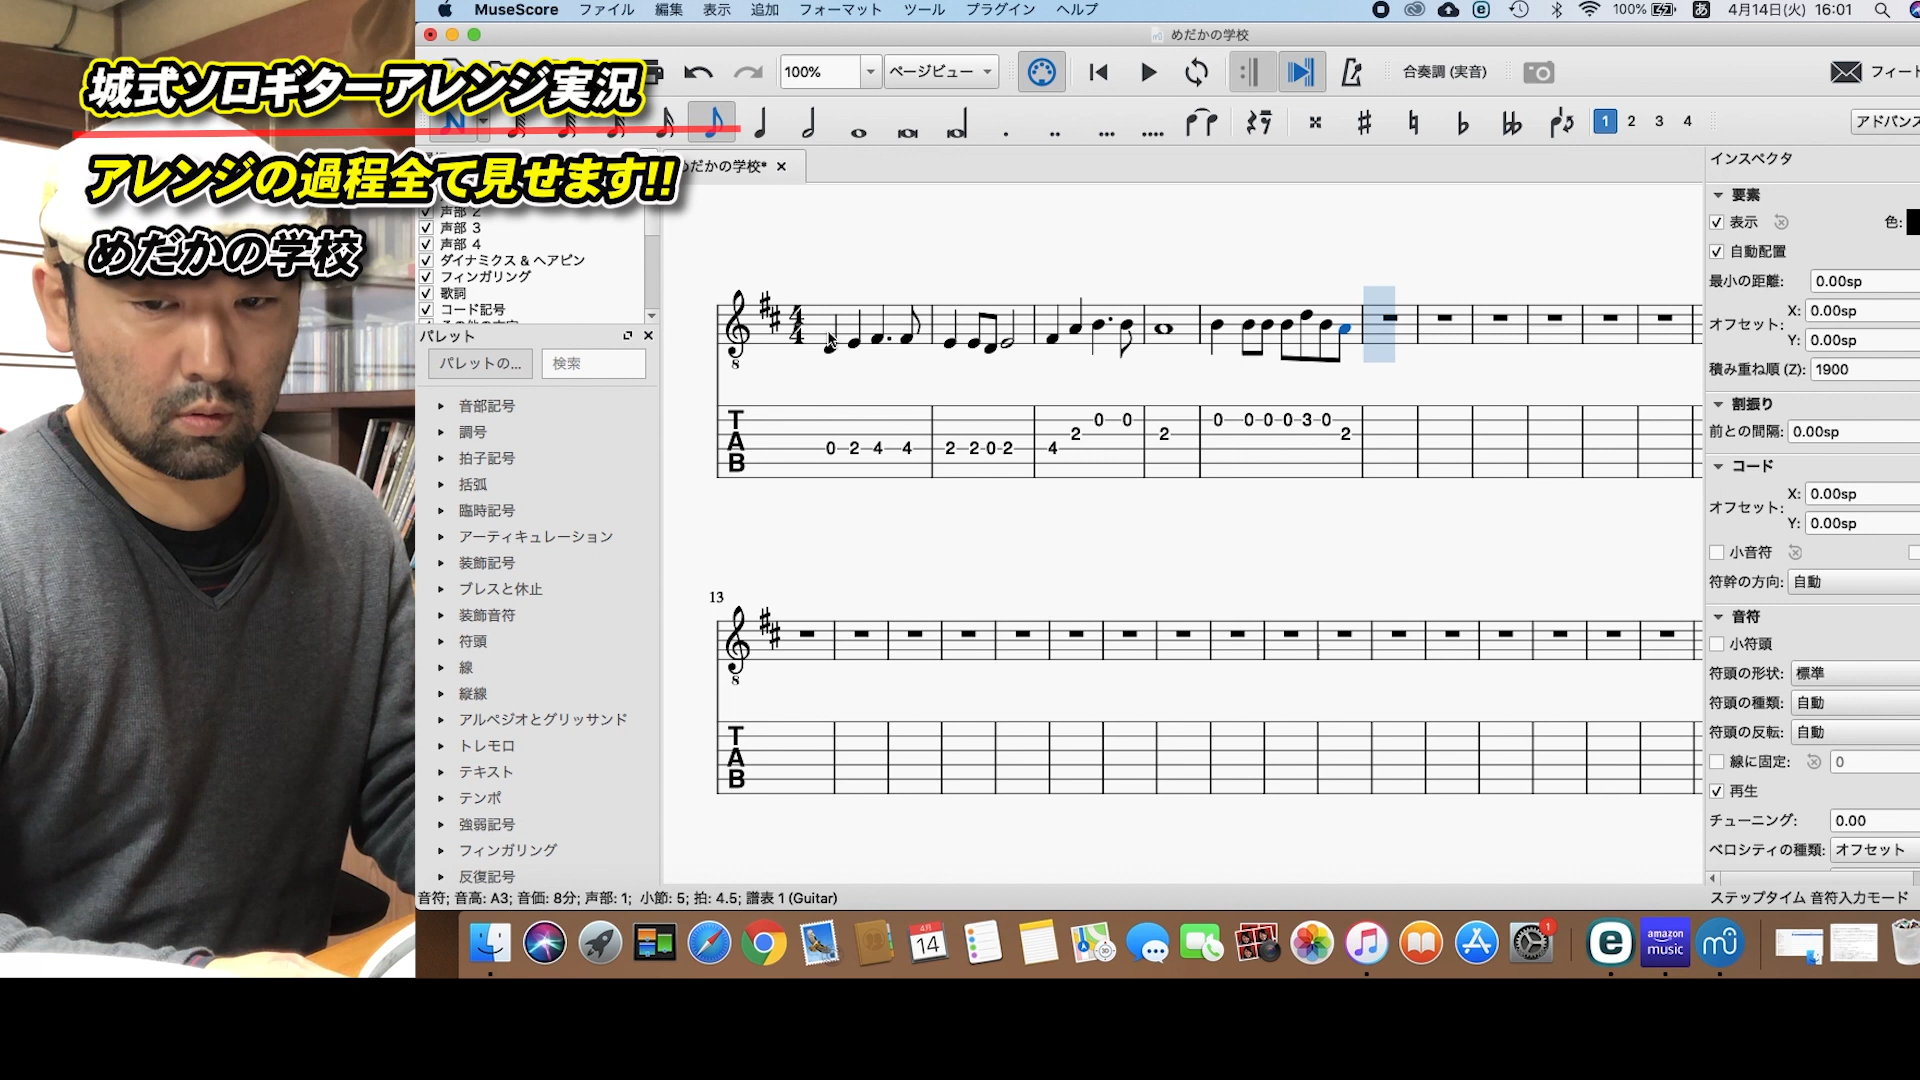 MuseScore ファイル 編集 表示 追加 フォーマット ツール プラグイン ヘルプ 100% あ 4月14日(火) 16:01
めだかの学校
城式ソロギターアレンジ実況
アレンジの過程全て見せます!!
めだかの学校
100% ページビュー 合奏調 (実音) フィード
1 2 3 4 アドバンス
めだかの学校*
声部 2
声部 3
声部 4
ダイナミクス & ヘアピン
フィンガリング
歌詞
コード記号
パレット
パレットの... 検索
音部記号
調号
拍子記号
括弧
臨時記号
アーティキュレーション
装飾記号
ブレスと休止
装飾音符
符頭
線
縦線
アルペジオとグリッサンド
トレモロ
テキスト
テンポ
強弱記号
フィンガリング
反復記号
4
4
8
T
A
B
0 2 4 4 2 2 0 2 4 2 0 0 2 0 0 0 0 3 0 2
13
8
T
A
B
インスペクタ
要素
表示 色:
自動配置
最小の距離: 0.00sp
オフセット: X: 0.00sp
Y: 0.00sp
積み重ね順 (Z): 1900
割振り
前との間隔: 0.00sp
コード
オフセット: X: 0.00sp
Y: 0.00sp
小音符
符幹の方向: 自動
音符
小符頭
符頭の形状: 標準
符頭の種類: 自動
符頭の反転: 自動
線に固定: 0
再生
チューニング: 0.00
ベロシティの種類: オフセット
音符; 音高: A3; 音価: 8分; 声部: 1; 小節: 5; 拍: 4.5; 譜表 1 (Guitar)
ステップタイム 音符入力モード
4月
14
1
e
amazon
music